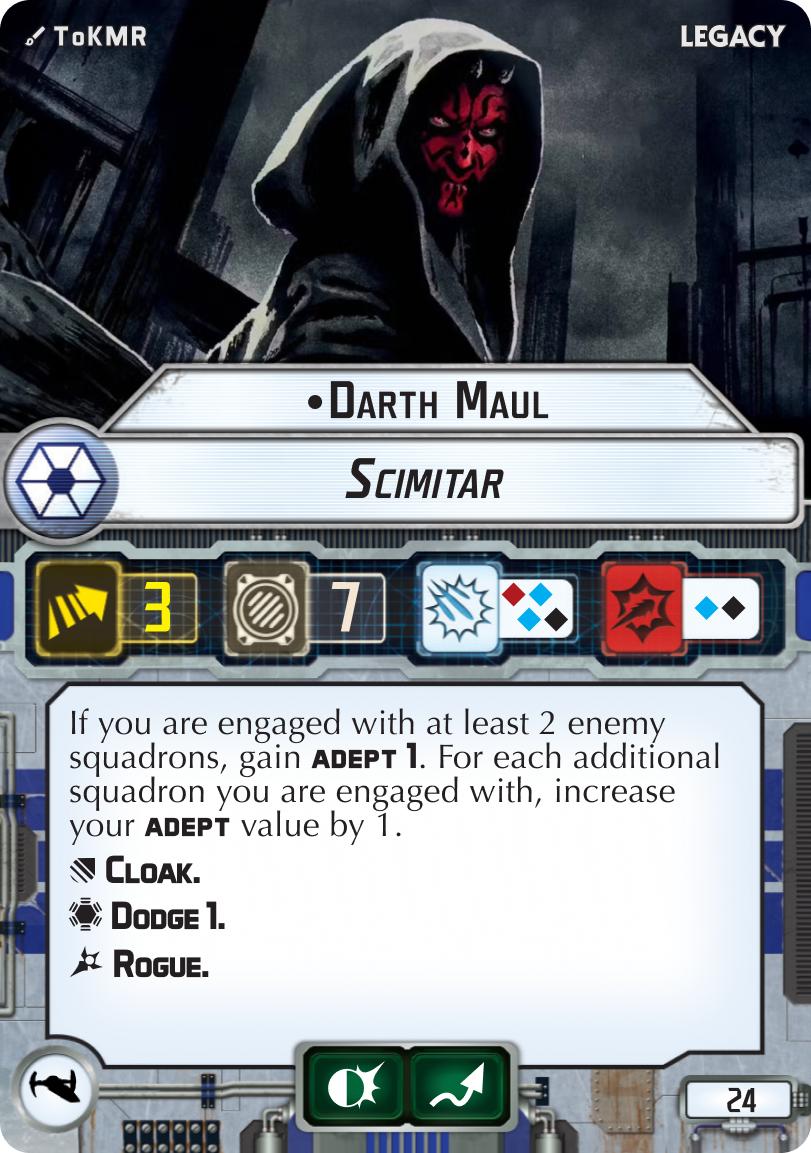 ToKMR
LEGACY
•Darth Maul
Scimitar
3
7
If you are engaged with at least 2 enemy
squadrons, gain ADEPT 1. For each additional
squadron you are engaged with, increase
your ADEPT value by 1.
Cloak.
Dodge 1.
Rogue.
24